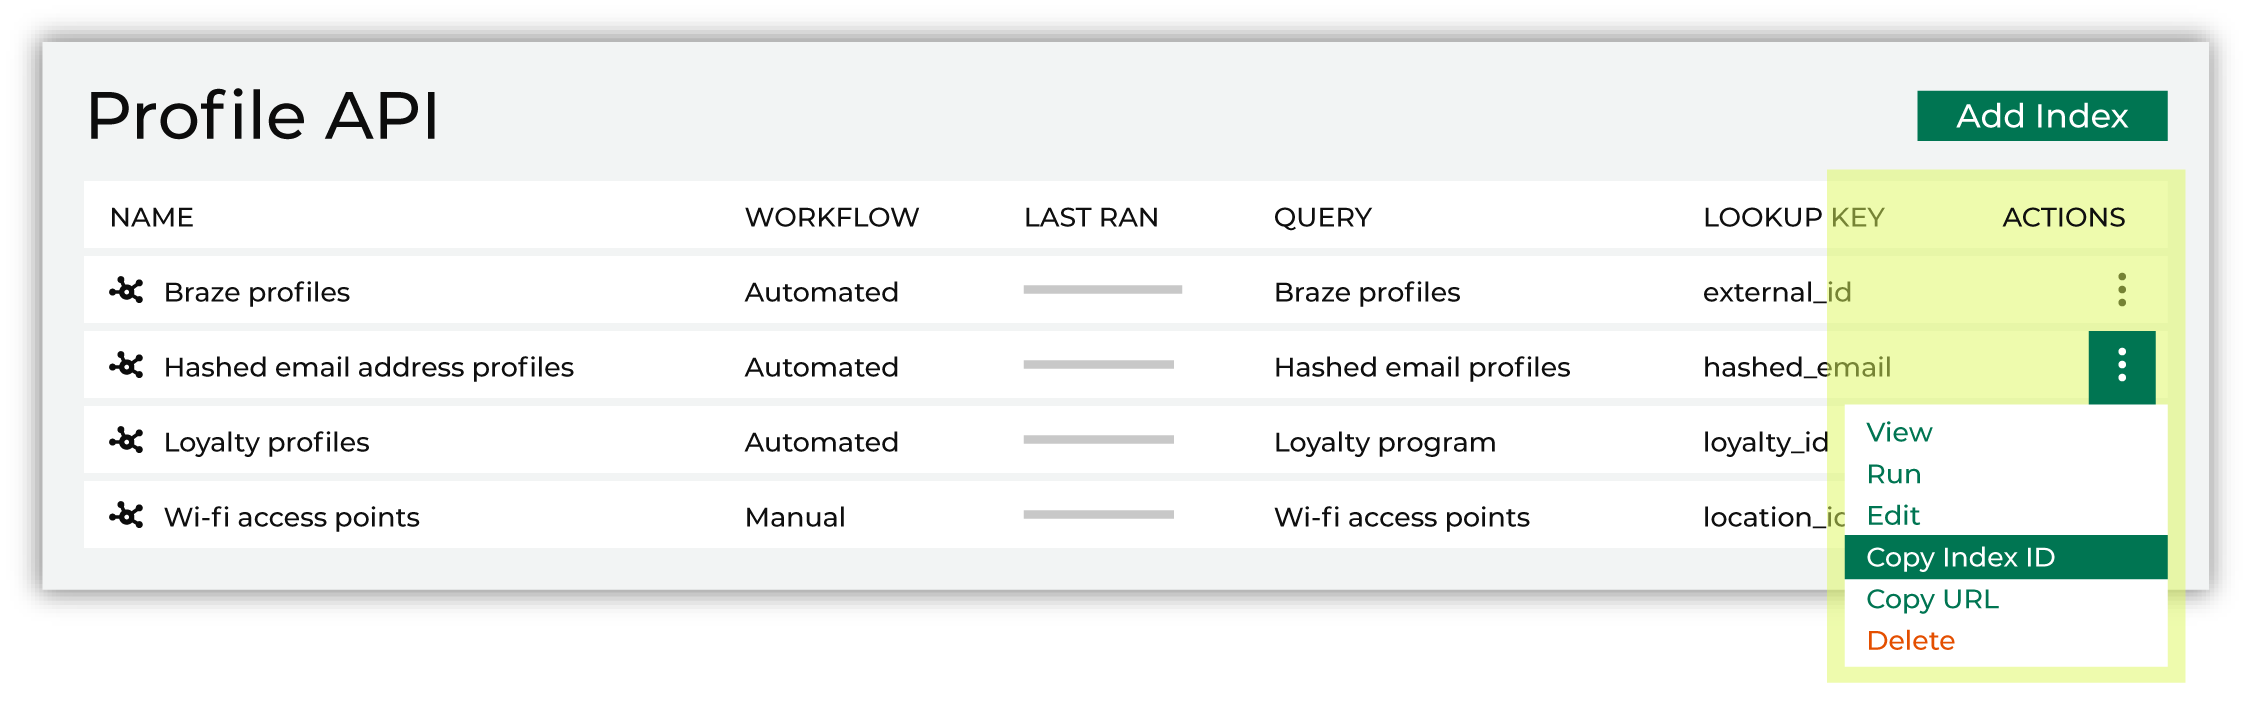 Profile API
Add Index
NAME WORKFLOW LAST RAN QUERY LOOKUP KEY ACTIONS
Braze profiles Automated Braze profiles external_id
Hashed email address profiles Automated Hashed email profiles hashed_email
Loyalty profiles Automated Loyalty program loyalty_id
View
Run
Wi-fi access points Manual Wi-fi access points location_id
Edit
Copy Index ID
Copy URL
Delete